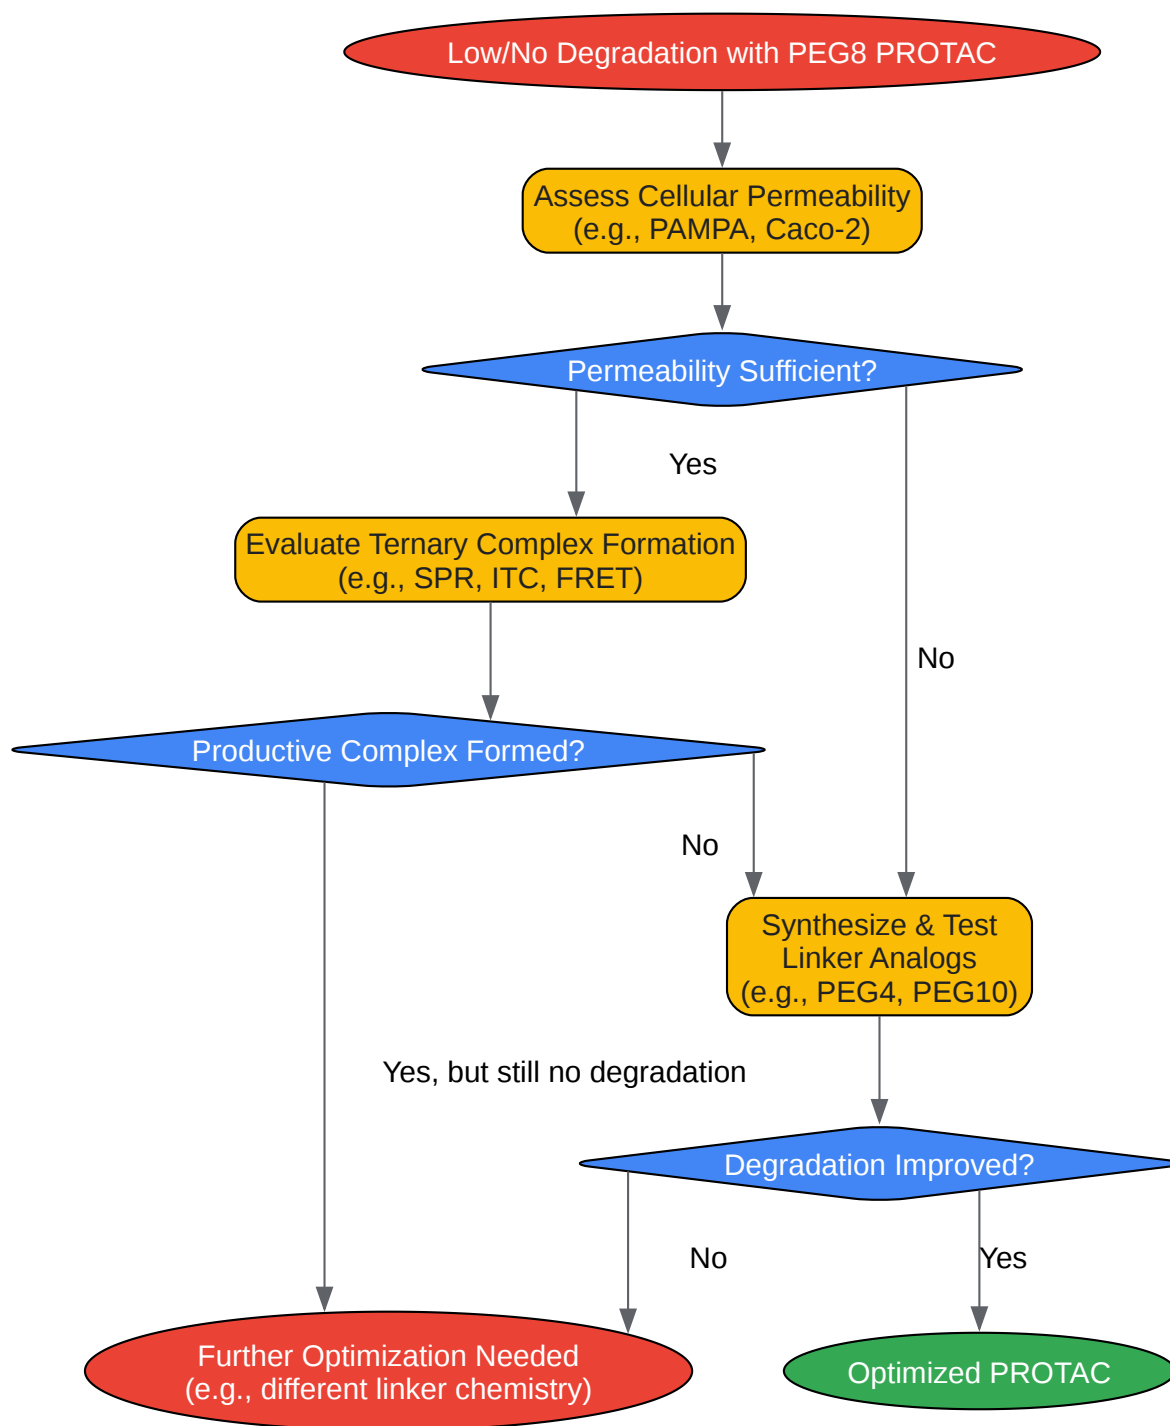 Low/No Degradation with PEG8 PROTAC
Assess Cellular Permeability
(e.g., PAMPA, Caco-2)
Permeability Sufficient?
Yes
Evaluate Ternary Complex Formation
(e.g., SPR, ITC, FRET)
No
Productive Complex Formed?
No
Synthesize & Test
Linker Analogs
(e.g., PEG4, PEG10)
Yes, but still no degradation
Degradation Improved?
No
Yes
Further Optimization Needed
(e.g., different linker chemistry)
Optimized PROTAC